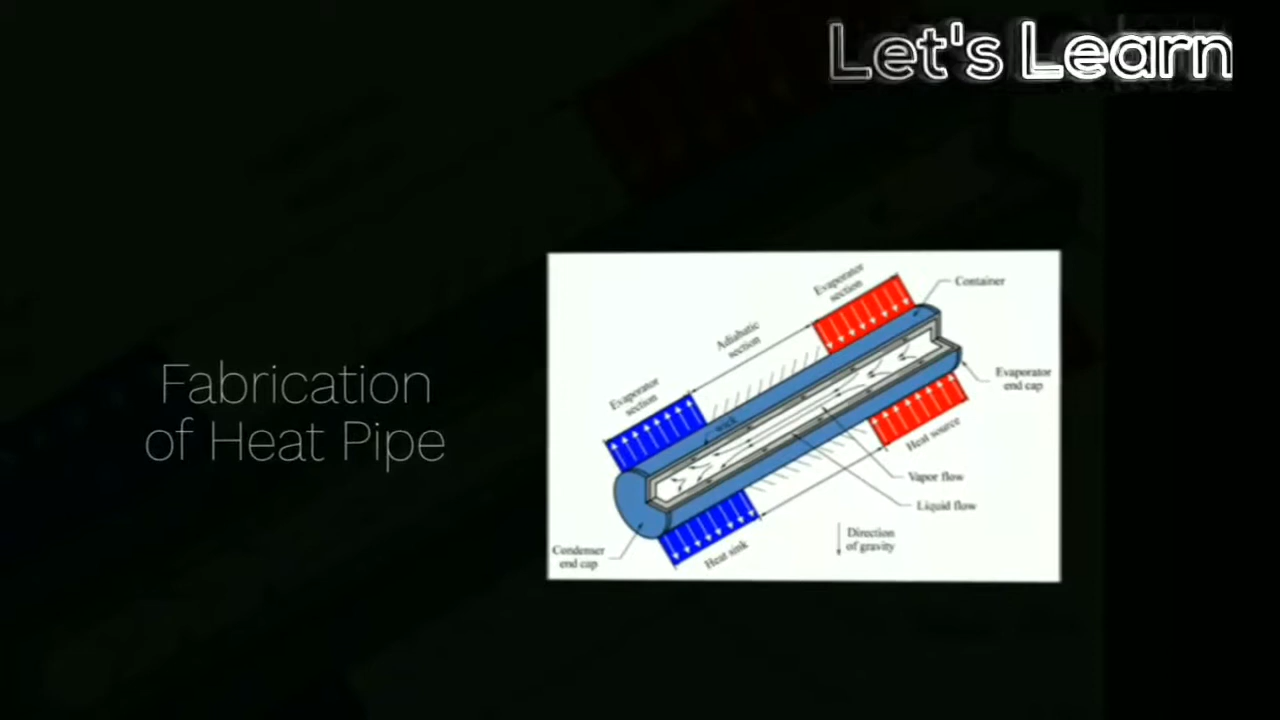 Let's Learn
Fabrication
of Heat Pipe
Evaporator
section
Container
Adiabatic
section
Evaporator
section
Evaporator
end cap
wick
Heat source
Vapor flow
Liquid flow
Direction
of gravity
Condenser
end cap
Heat sink